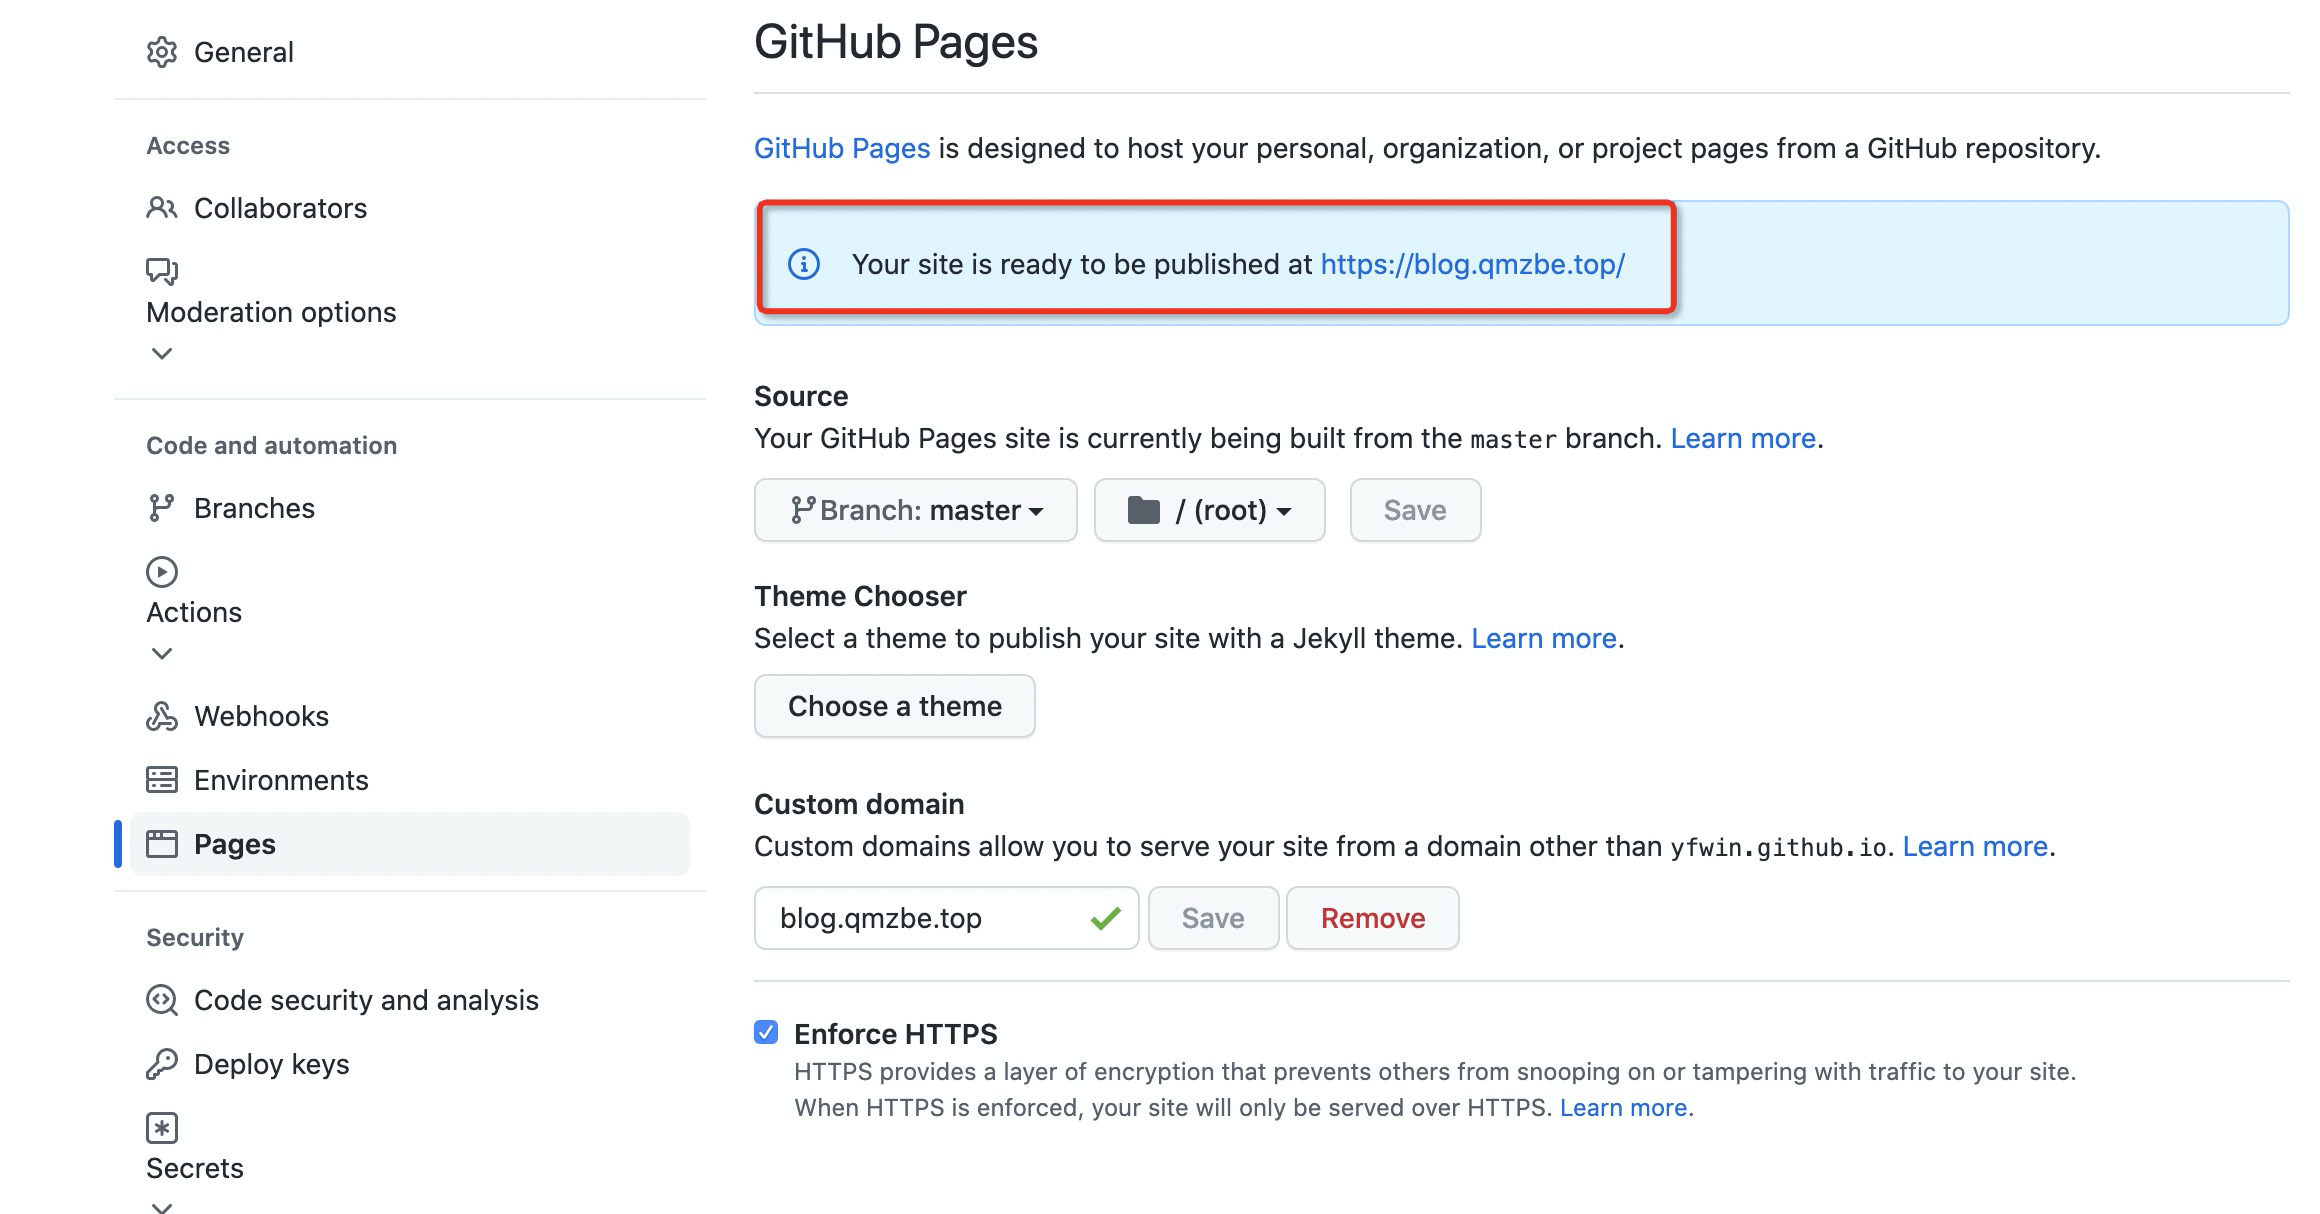 General
Access
Collaborators
Moderation options
Code and automation
Branches
Actions
Webhooks
Environments
Pages
Security
Code security and analysis
Deploy keys
Secrets
GitHub Pages
GitHub Pages is designed to host your personal, organization, or project pages from a GitHub repository.
Your site is ready to be published at https://blog.qmzbe.top/
Source
Your GitHub Pages site is currently being built from the master branch. Learn more.
Branch: master / (root) Save
Theme Chooser
Select a theme to publish your site with a Jekyll theme. Learn more.
Choose a theme
Custom domain
Custom domains allow you to serve your site from a domain other than yfwin.github.io. Learn more.
blog.qmzbe.top Save Remove
Enforce HTTPS
HTTPS provides a layer of encryption that prevents others from snooping on or tampering with traffic to your site.
When HTTPS is enforced, your site will only be served over HTTPS. Learn more.